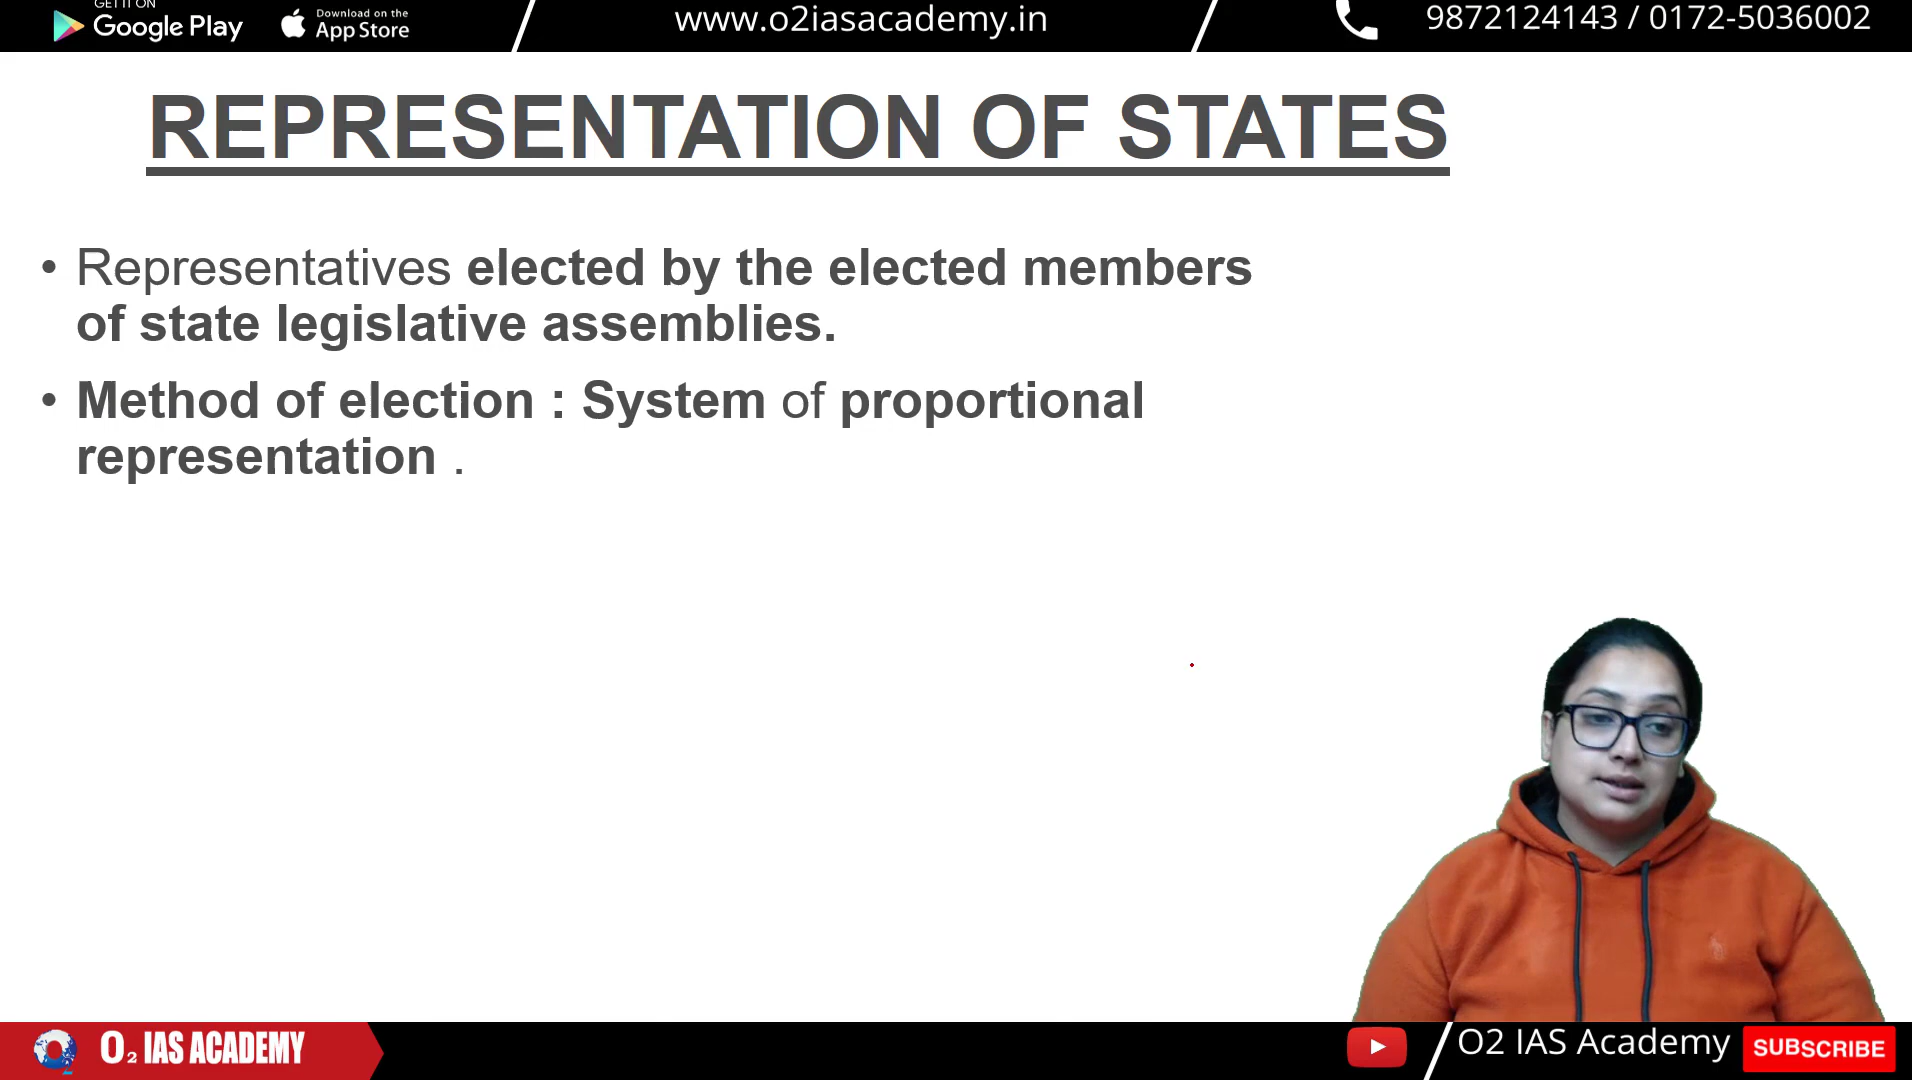 GET IT ON
Google Play
Download on the
App Store
www.o2iasacademy.in
9872124143 / 0172-5036002
REPRESENTATION OF STATES
• Representatives elected by the elected members
of state legislative assemblies.
• Method of election : System of proportional
representation .
O2 IAS ACADEMY
O2 IAS Academy
SUBSCRIBE